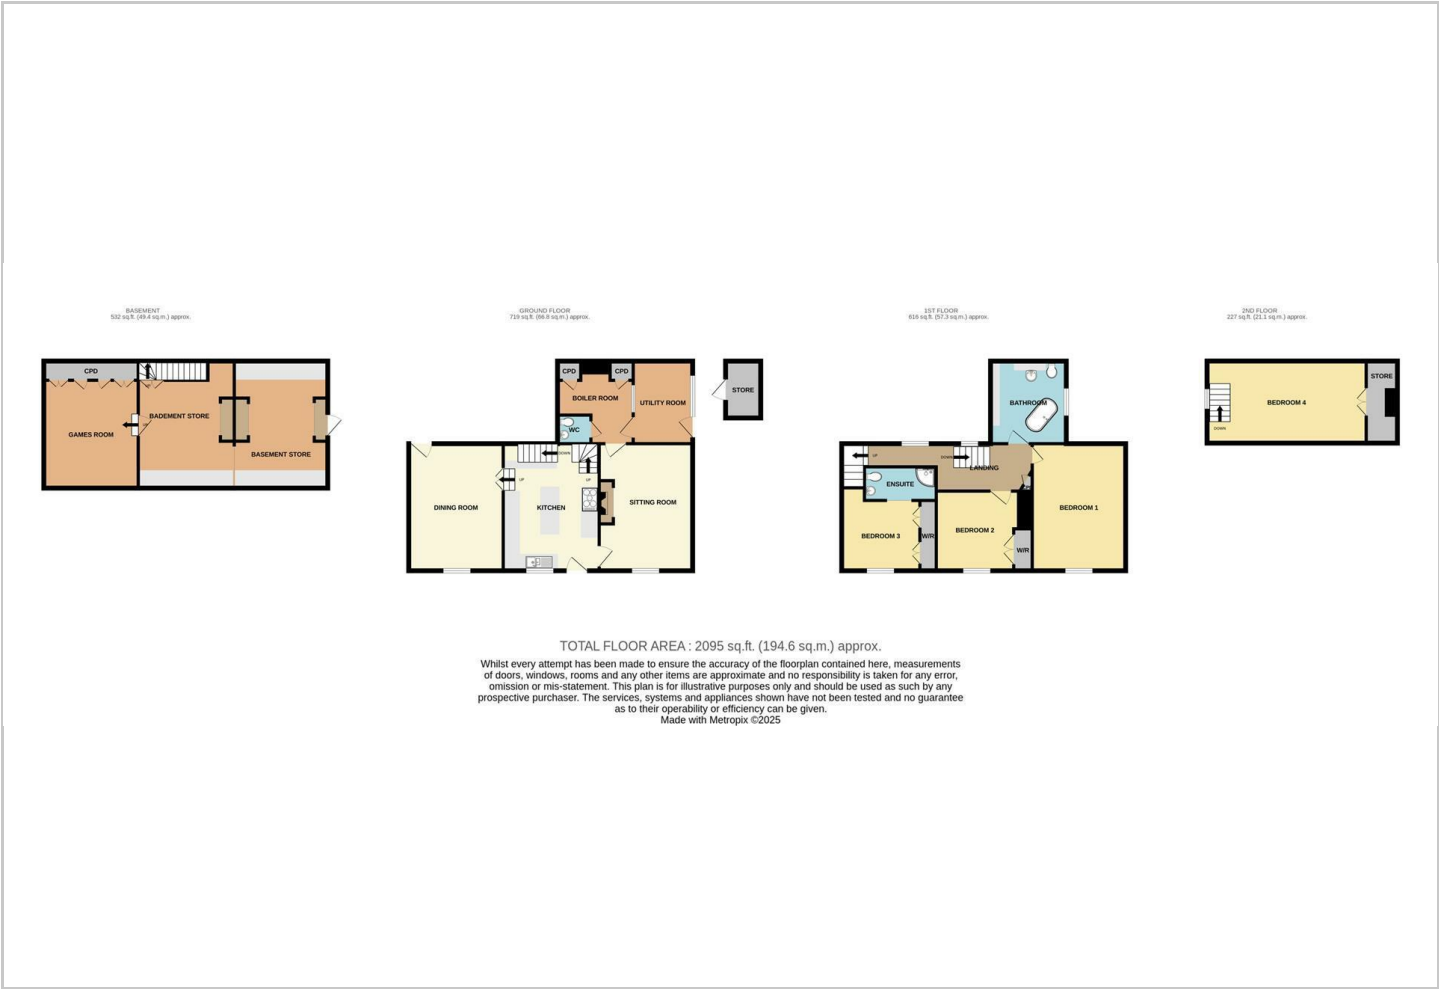 BASEMENT
532 sq.ft. (49.4 sq.m.) approx.
GROUND FLOOR
719 sq.ft. (66.8 sq.m.) approx.
1ST FLOOR
616 sq.ft. (57.3 sq.m.) approx.
2ND FLOOR
227 sq.ft. (21.1 sq.m.) approx.
CPD
BADEMENT STORE
GAMES ROOM
UP
BASEMENT STORE
CPD
CPD
BOILER ROOM
UTILITY ROOM
WC
STORE
DOWN
UP
UP
DINING ROOM
KITCHEN
SITTING ROOM
BATHROOM
UP
DOWN
LANDING
ENSUITE
BEDROOM 1
BEDROOM 2
BEDROOM 3
W/R
W/R
STORE
BEDROOM 4
DOWN
TOTAL FLOOR AREA : 2095 sq.ft. (194.6 sq.m.) approx.
Whilst every attempt has been made to ensure the accuracy of the floorplan contained here, measurements
of doors, windows, rooms and any other items are approximate and no responsibility is taken for any error,
omission or mis-statement. This plan is for illustrative purposes only and should be used as such by any
prospective purchaser. The services, systems and appliances shown have not been tested and no guarantee
as to their operability or efficiency can be given.
Made with Metropix ©2025